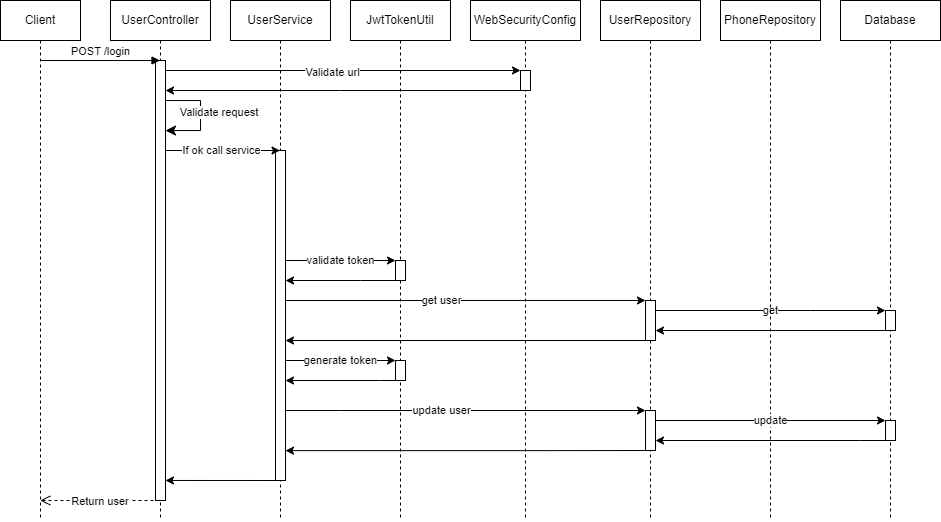 Client
UserController
UserService
JwtTokenUtil
WebSecurityConfig
UserRepository
PhoneRepository
Database
POST /login
Validate url
Validate request
If ok call service
validate token
get user
get
generate token
update user
update
Return user